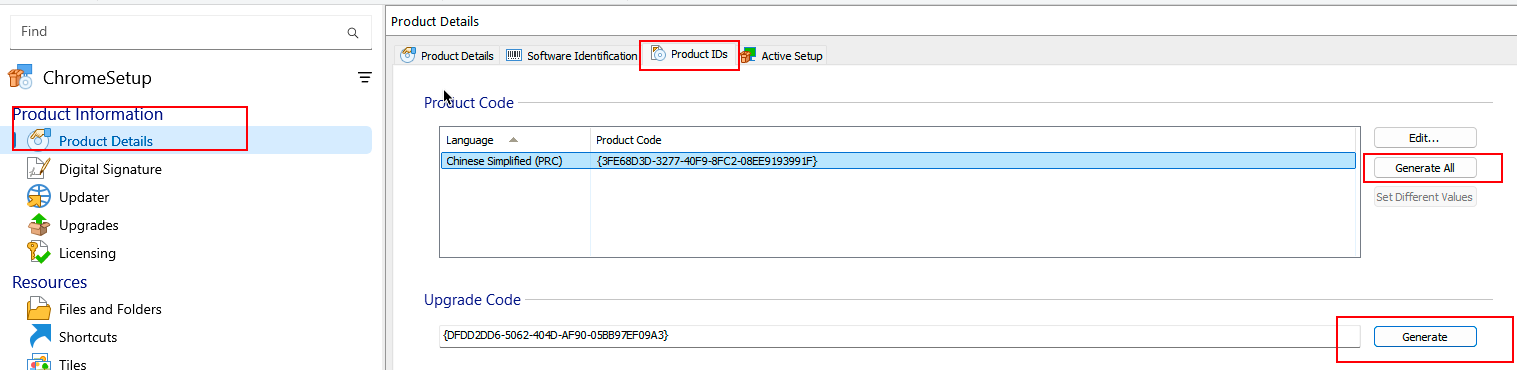 Find
ChromeSetup
Product Information
Product Details
Digital Signature
Updater
Upgrades
Licensing
Resources
Files and Folders
Shortcuts
Tiles
Product Details
Product Details
Software Identification
Product IDs
Active Setup
Product Code
Language
Product Code
Chinese Simplified (PRC)
{3FE68D3D-3277-40F9-8FC2-08EE9193991F}
Edit...
Generate All
Set Different Values
Upgrade Code
{DFDD2DD6-5062-404D-AF90-05BB97EF09A3}
Generate